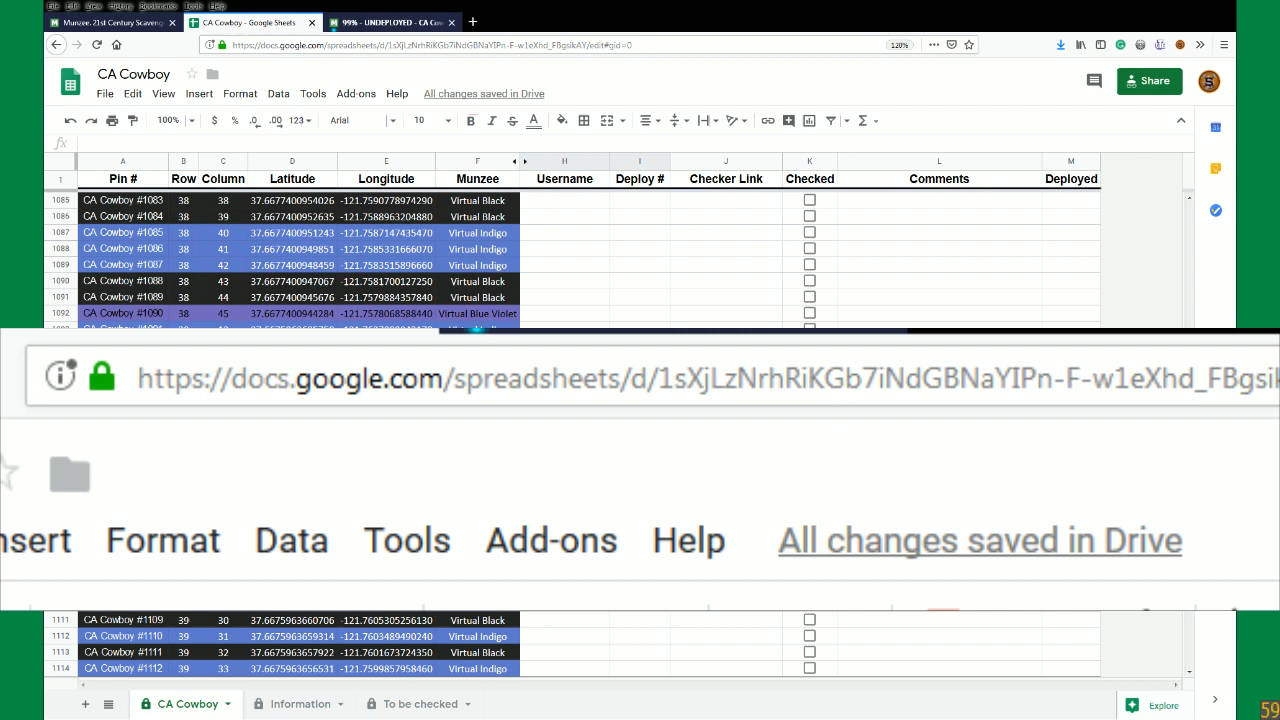 File Edit View History Bookmarks Tools Help
Munzee. 21st Century Scaveng
CA Cowboy - Google Sheets
99% - UNDEPLOYED - CA Cow
https://docs.google.com/spreadsheets/d/1sXjLzNrhRiKGb7iNdGBNaYIPn-F-w1eXhd_FBgsikAY/edit#gid=0
120%
CA Cowboy
Share
File Edit View Insert Format Data Tools Add-ons Help All changes saved in Drive
100% $ % .0 .00 123 Arial 10 B I S A
fx
A B C D E F H I J K L M
1 Pin # Row Column Latitude Longitude Munzee Username Deploy # Checker Link Checked Comments Deployed
1085 CA Cowboy #1083 38 38 37.6677400954026 -121.7590778974290 Virtual Black
1086 CA Cowboy #1084 38 39 37.6677400952635 -121.7588963204880 Virtual Black
1087 CA Cowboy #1085 38 40 37.6677400951243 -121.7587147435470 Virtual Indigo
1088 CA Cowboy #1086 38 41 37.6677400949851 -121.7585331666070 Virtual Indigo
1089 CA Cowboy #1087 38 42 37.6677400948459 -121.7583515896660 Virtual Indigo
1090 CA Cowboy #1088 38 43 37.6677400947067 -121.7581700127250 Virtual Black
1091 CA Cowboy #1089 38 44 37.6677400945676 -121.7579884357840 Virtual Black
1092 CA Cowboy #1090 38 45 37.6677400944284 -121.7578068588440 Virtual Blue Violet
https://docs.google.com/spreadsheets/d/1sXjLzNrhRiKGb7iNdGBNaYIPn-F-w1eXhd_FBgsik
nsert Format Data Tools Add-ons Help All changes saved in Drive
1111 CA Cowboy #1109 39 30 37.6675963660706 -121.7605305256130 Virtual Black
1112 CA Cowboy #1110 39 31 37.6675963659314 -121.7603489490240 Virtual Indigo
1113 CA Cowboy #1111 39 32 37.6675963657922 -121.7601673724350 Virtual Black
1114 CA Cowboy #1112 39 33 37.6675963656531 -121.7599857958460 Virtual Indigo
CA Cowboy Information To be checked Explore
59